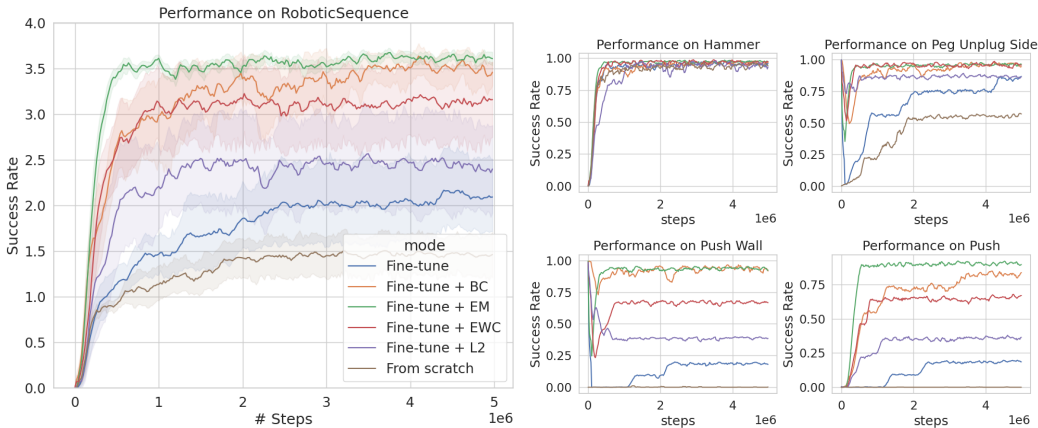 Performance on RoboticSequence
Success Rate
4.0
3.5
3.0
2.5
2.0
1.5
1.0
0.5
0.0
0
1
2
3
4
5
1e6
# Steps
mode
Fine-tune
Fine-tune + BC
Fine-tune + EM
Fine-tune + EWC
Fine-tune + L2
From scratch
Performance on Hammer
Success Rate
1.00
0.75
0.50
0.25
0.00
0
2
4
1e6
steps
Performance on Peg Unplug Side
Success Rate
1.00
0.75
0.50
0.25
0.00
0
2
4
1e6
steps
Performance on Push Wall
Success Rate
1.00
0.75
0.50
0.25
0.00
0
2
4
1e6
steps
Performance on Push
Success Rate
0.75
0.50
0.25
0.00
0
2
4
1e6
steps